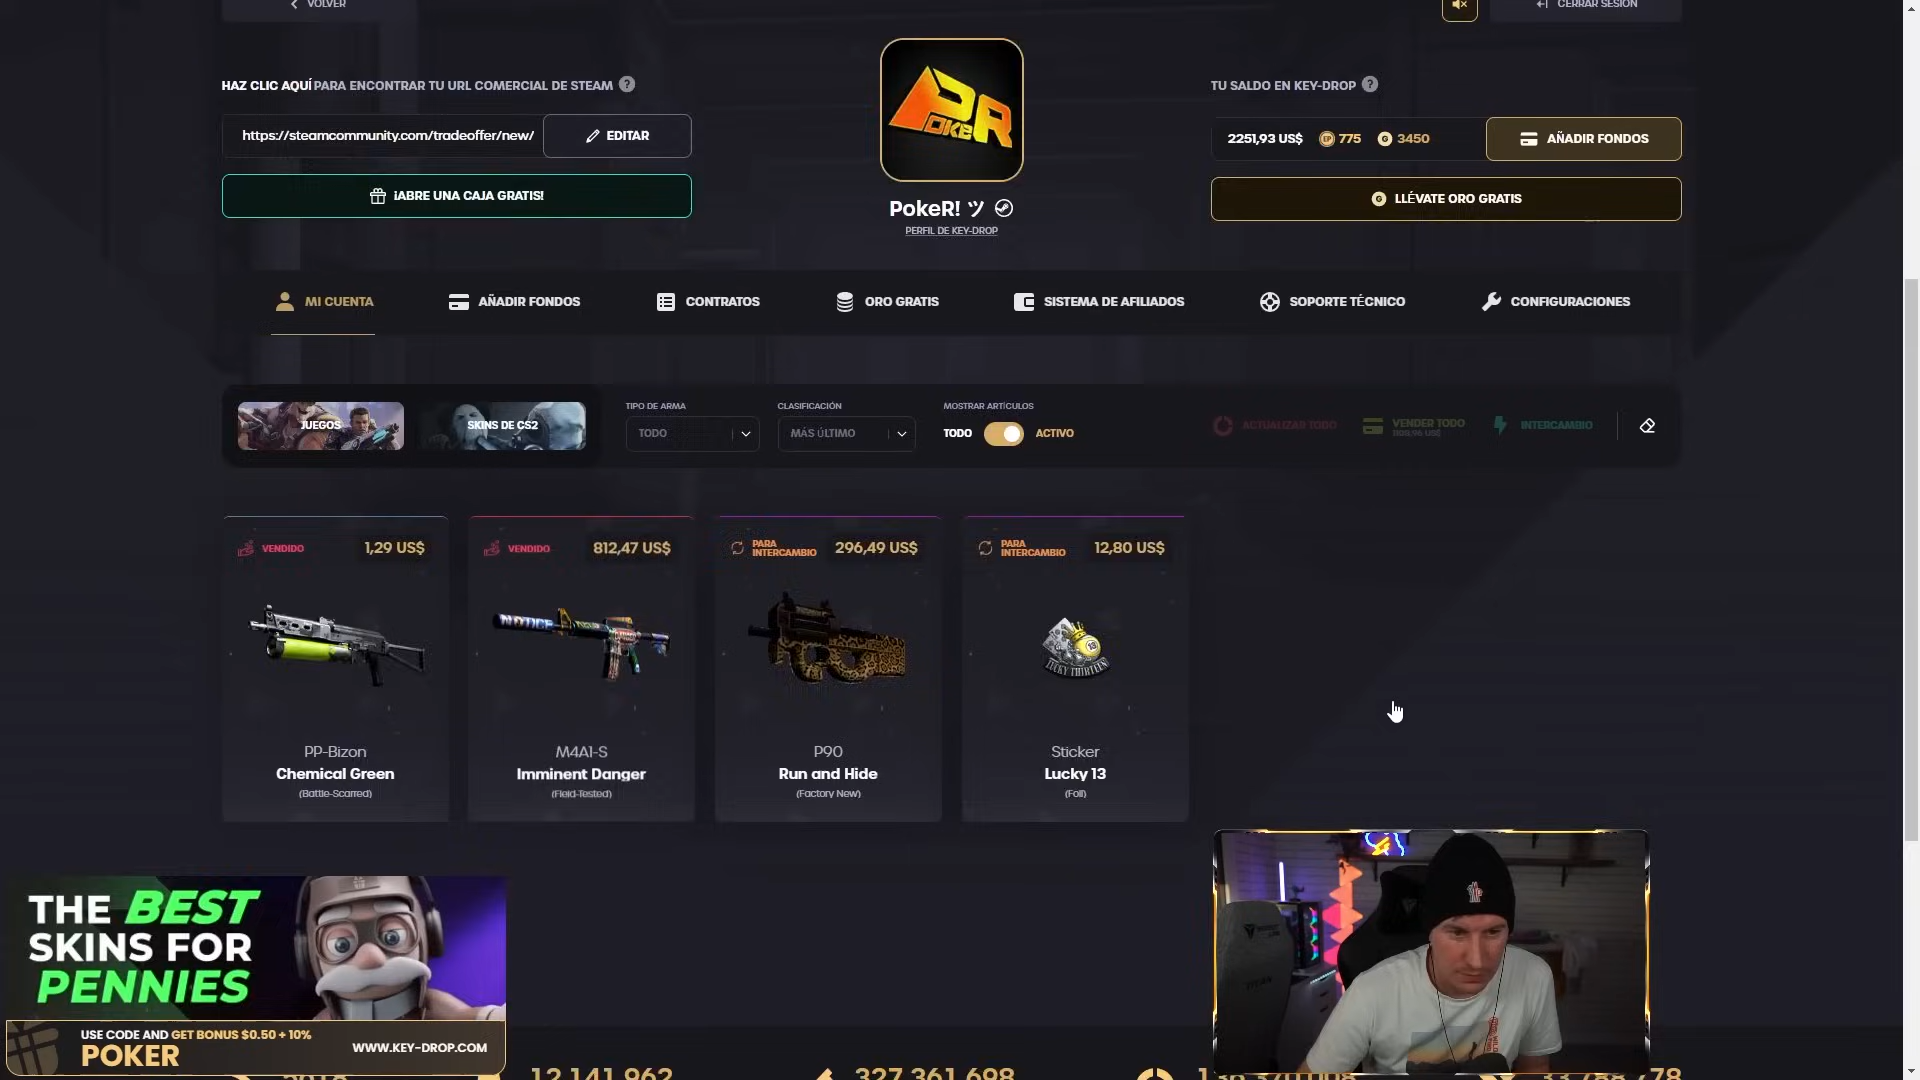 VOLVER
CERRAR SESIÓN
HAZ CLIC AQUÍ PARA ENCONTRAR TU URL COMERCIAL DE STEAM ?
https://steamcommunity.com/tradeoffer/new/
EDITAR
¡ABRE UNA CAJA GRATIS!
POKER
PokeR! ツ
PERFIL DE KEY-DROP
TU SALDO EN KEY-DROP ?
2251,93 US$ 775 3450
AÑADIR FONDOS
LLÉVATE ORO GRATIS
MI CUENTA
AÑADIR FONDOS
CONTRATOS
ORO GRATIS
SISTEMA DE AFILIADOS
SOPORTE TÉCNICO
CONFIGURACIONES
JUEGOS
SKINS DE CS2
TIPO DE ARMA
TODO
CLASIFICACIÓN
MÁS ÚLTIMO
MOSTRAR ARTÍCULOS
TODO ACTIVO
ACTUALIZAR TODO
VENDER TODO
INTERCAMBIO
VENDIDO 1,29 US$
PP-Bizon
Chemical Green
(Battle-Scarred)
VENDIDO 812,47 US$
NOTICE
M4A1-S
Imminent Danger
(Field-Tested)
PARA INTERCAMBIO 296,49 US$
P90
Run and Hide
(Factory New)
PARA INTERCAMBIO 12,80 US$
13
LUCKY THIRTEEN
Sticker
Lucky 13
(Foil)
THE BEST
SKINS FOR
PENNIES
USE CODE AND GET BONUS $0.50 + 10%
POKER
WWW.KEY-DROP.COM
12 141 962
327 361 698